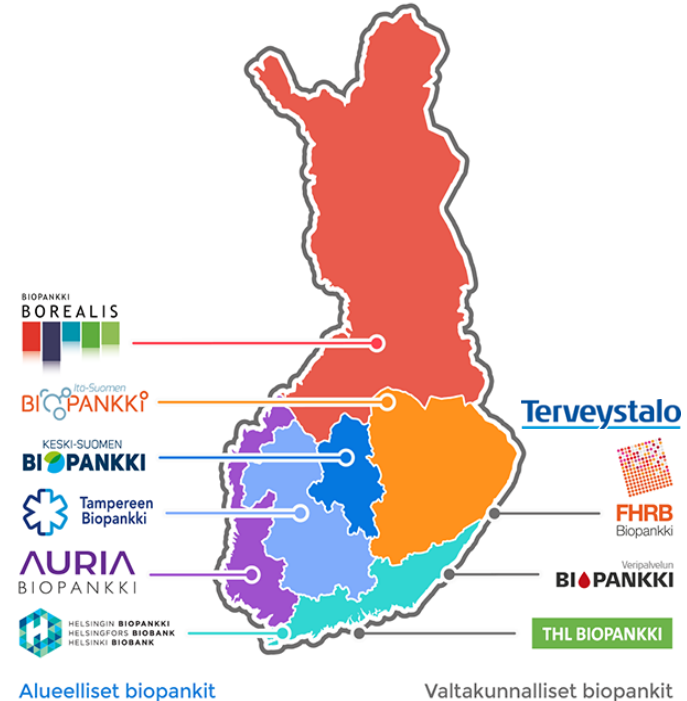 BIOPANKKI
BOREALIS
Itä-Suomen
BIOPANKKI
KESKI-SUOMEN
BIOPANKKI
Tampereen
Biopankki
AURIA
BIOPANKKI
HELSINGIN BIOPANKKI
HELSINGFORS BIOBANK
HELSINKI BIOBANK
Alueelliset biopankit
Terveystalo
FHRB
Biopankki
Veripalvelun
BIOPANKKI
THL BIOPANKKI
Valtakunnalliset biopankit